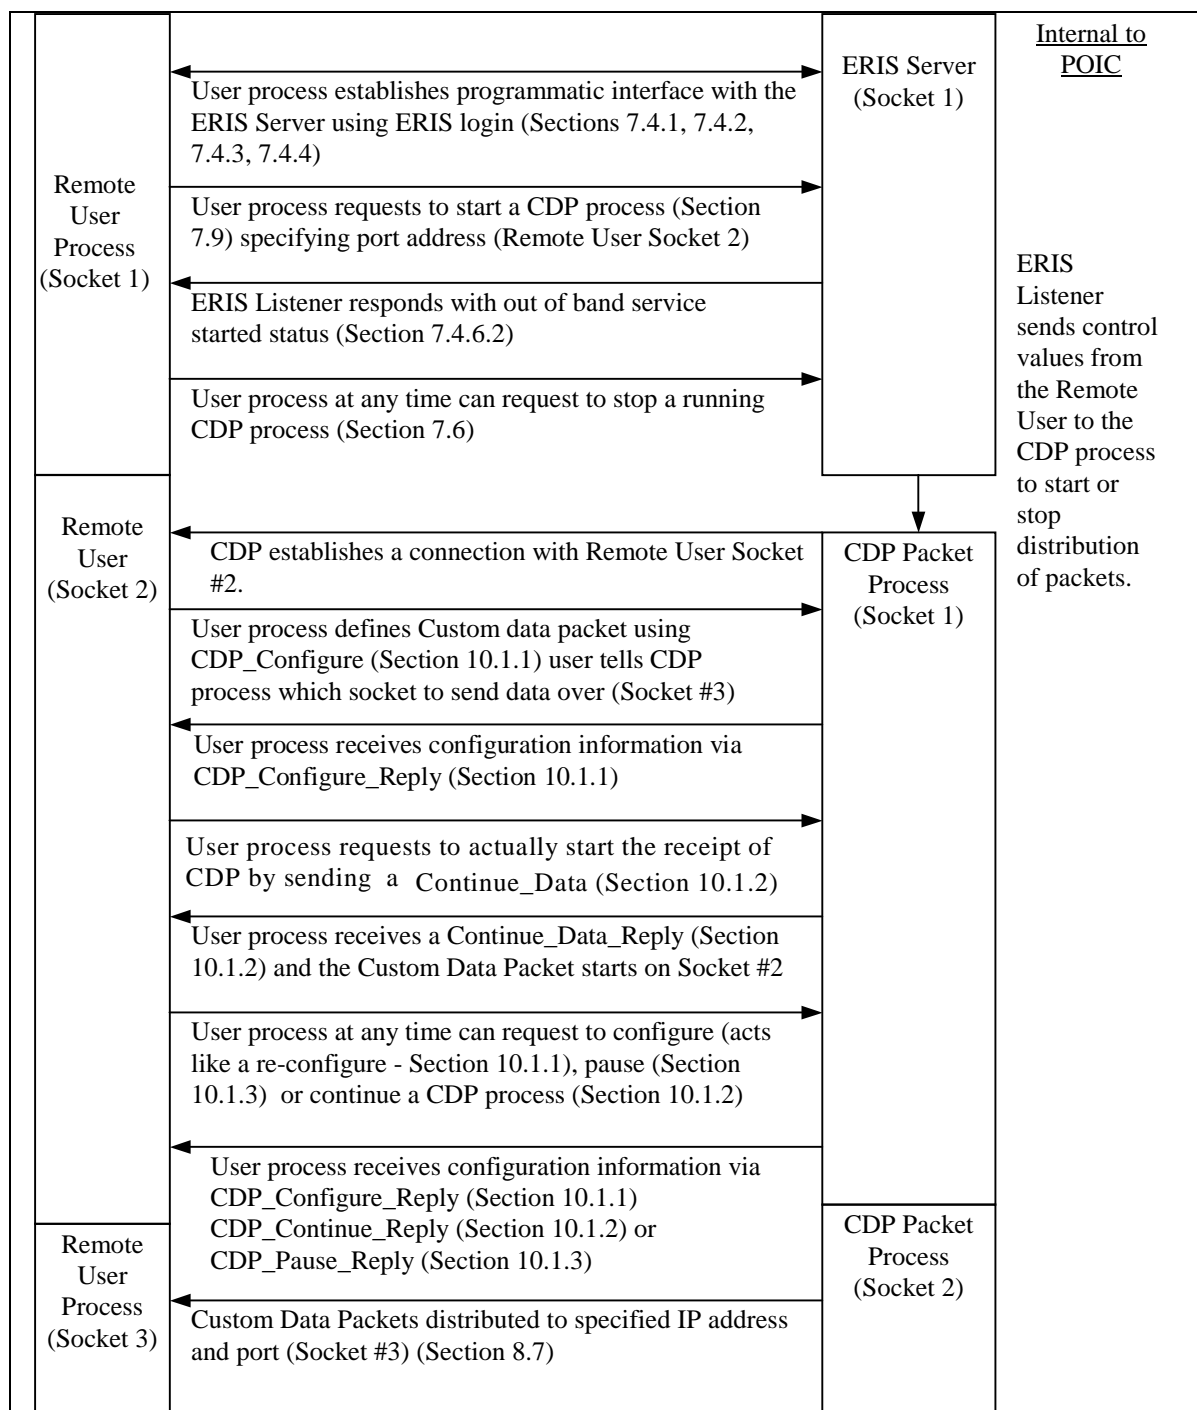 Internal to
POIC
ERIS Server
(Socket 1)
User process establishes programmatic interface with the
ERIS Server using ERIS login (Sections 7.4.1, 7.4.2,
7.4.3, 7.4.4)
Remote
User
Process
(Socket 1)
User process requests to start a CDP process (Section
7.9) specifying port address (Remote User Socket 2)
ERIS Listener responds with out of band service
started status (Section 7.4.6.2)
User process at any time can request to stop a running
CDP process (Section 7.6)
ERIS
Listener
sends control
values from
the Remote
User to the
CDP process
to start or
stop
distribution
of packets.
Remote
User
(Socket 2)
CDP establishes a connection with Remote User Socket
#2.
CDP Packet
Process
(Socket 1)
User process defines Custom data packet using
CDP_Configure (Section 10.1.1) user tells CDP
process which socket to send data over (Socket #3)
User process receives configuration information via
CDP_Configure_Reply (Section 10.1.1)
User process requests to actually start the receipt of
CDP by sending a Continue_Data (Section 10.1.2)
User process receives a Continue_Data_Reply (Section
10.1.2) and the Custom Data Packet starts on Socket #2
User process at any time can request to configure (acts
like a re-configure - Section 10.1.1), pause (Section
10.1.3) or continue a CDP process (Section 10.1.2)
User process receives configuration information via
CDP_Configure_Reply (Section 10.1.1)
CDP_Continue_Reply (Section 10.1.2) or
CDP_Pause_Reply (Section 10.1.3)
Remote
User
Process
(Socket 3)
CDP Packet
Process
(Socket 2)
Custom Data Packets distributed to specified IP address
and port (Socket #3) (Section 8.7)